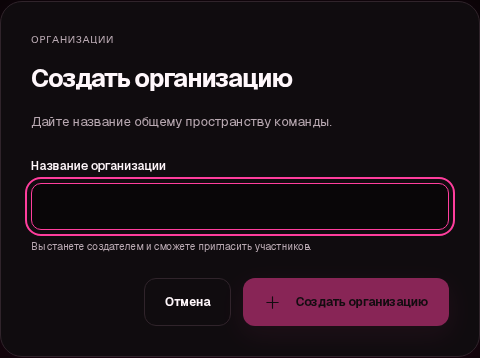 ОРГАНИЗАЦИИ
Создать организацию
Дайте название общему пространству команды.
Название организации
Вы станете создателем и сможете пригласить участников.
Отмена
Создать организацию